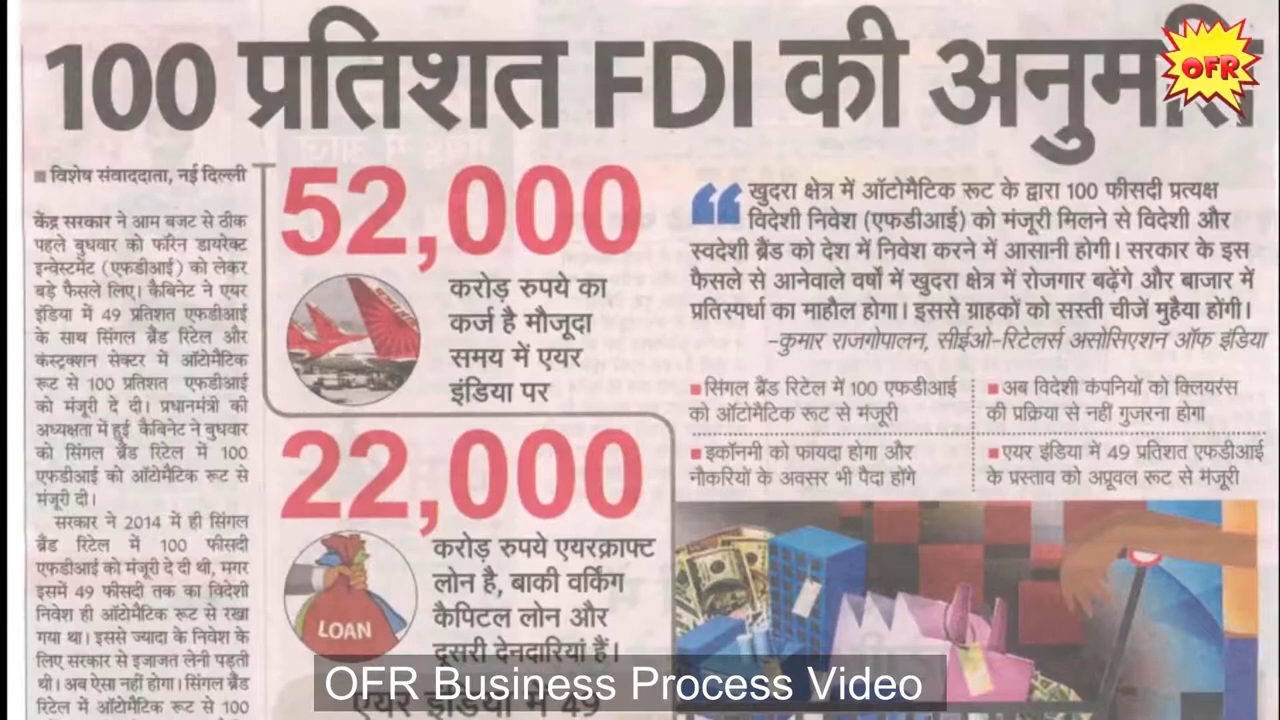 100 प्रतिशत FDI की अनुमति
OFR
■ विशेष संवाददाता, नई दिल्ली
केंद्र सरकार ने आम बजट से ठीक
पहले बुधवार को फॉरेन डायरेक्ट
इन्वेस्टमेंट (एफडीआई) को लेकर
बड़े फैसले लिए। कैबिनेट ने एयर
इंडिया में 49 प्रतिशत एफडीआई
के साथ सिंगल ब्रैंड रिटेल और
कंस्ट्रक्शन सेक्टर में ऑटोमैटिक
रूट से 100 प्रतिशत एफडीआई
को मंजूरी दे दी। प्रधानमंत्री की
अध्यक्षता में हुई कैबिनेट ने बुधवार
को सिंगल ब्रैंड रिटेल में 100
एफडीआई को ऑटोमैटिक रूट से
मंजूरी दी।
सरकार ने 2014 में ही सिंगल
ब्रैंड रिटेल में 100 फीसदी
एफडीआई को मंजूरी दे दी थी, मगर
इसमें 49 फीसदी तक का विदेशी
निवेश ही ऑटोमैटिक रूट से रखा
गया था। इससे ज्यादा के निवेश के
लिए सरकार से इजाजत लेनी पड़ती
थी। अब ऐसा नहीं होगा। सिंगल ब्रैंड
रिटेल में ऑटोमैटिक रूट से 100
52,000
करोड़ रुपये का
कर्ज है मौजूदा
समय में एयर
इंडिया पर
22,000
करोड़ रुपये एयरक्राफ्ट
लोन है, बाकी वर्किंग
कैपिटल लोन और
दूसरी देनदारियां हैं।
LOAN
एयर इंडिया में 49
“खुदरा क्षेत्र में ऑटोमैटिक रूट के द्वारा 100 फीसदी प्रत्यक्ष
विदेशी निवेश (एफडीआई) को मंजूरी मिलने से विदेशी और
स्वदेशी ब्रैंड को देश में निवेश करने में आसानी होगी। सरकार के इस
फैसले से आनेवाले वर्षों में खुदरा क्षेत्र में रोजगार बढ़ेंगे और बाजार में
प्रतिस्पर्धा का माहौल होगा। इससे ग्राहकों को सस्ती चीजें मुहैया होंगी।
-कुमार राजगोपालन, सीईओ-रिटेलर्स असोसिएशन ऑफ इंडिया
■ सिंगल ब्रैंड रिटेल में 100 एफडीआई
को ऑटोमैटिक रूट से मंजूरी
■ अब विदेशी कंपनियों को क्लियरंस
की प्रक्रिया से नहीं गुजरना होगा
■ इकॉनमी को फायदा होगा और
नौकरियों के अवसर भी पैदा होंगे
■ एयर इंडिया में 49 प्रतिशत एफडीआई
के प्रस्ताव को अप्रूवल रूट से मंजूरी
OFR Business Process Video